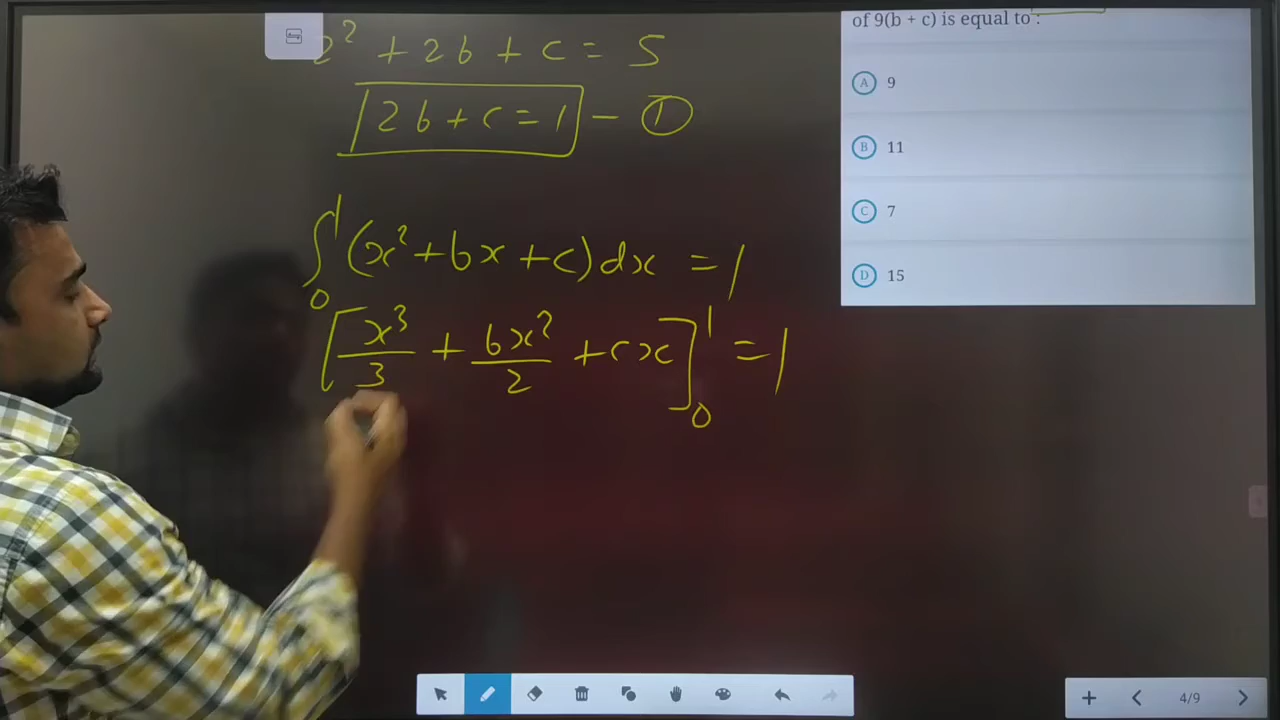 2² + 2b + c = 5
2b + c = 1 — ①
∫₀¹ (x² + bx + c) dx = 1
[x³/3 + bx²/2 + cx]₀¹ = 1
of 9(b + c) is equal to :
A 9
B 11
C 7
D 15
4/9